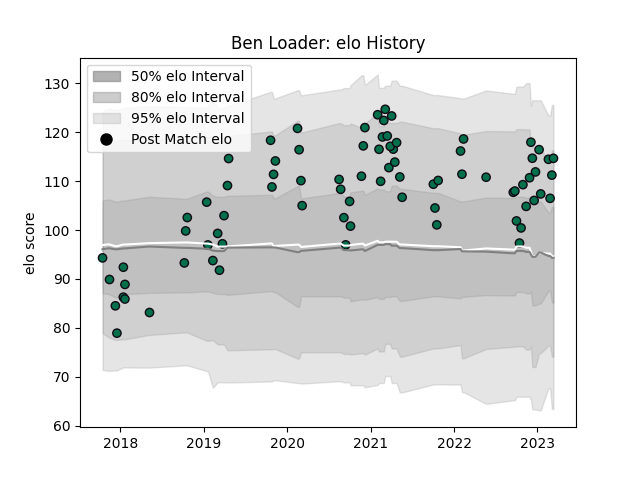 Ben Loader: elo History
50% elo Interval
80% elo Interval
95% elo Interval
Post Match elo
elo score
130
120
110
100
90
80
70
60
2018 2019 2020 2021 2022 2023